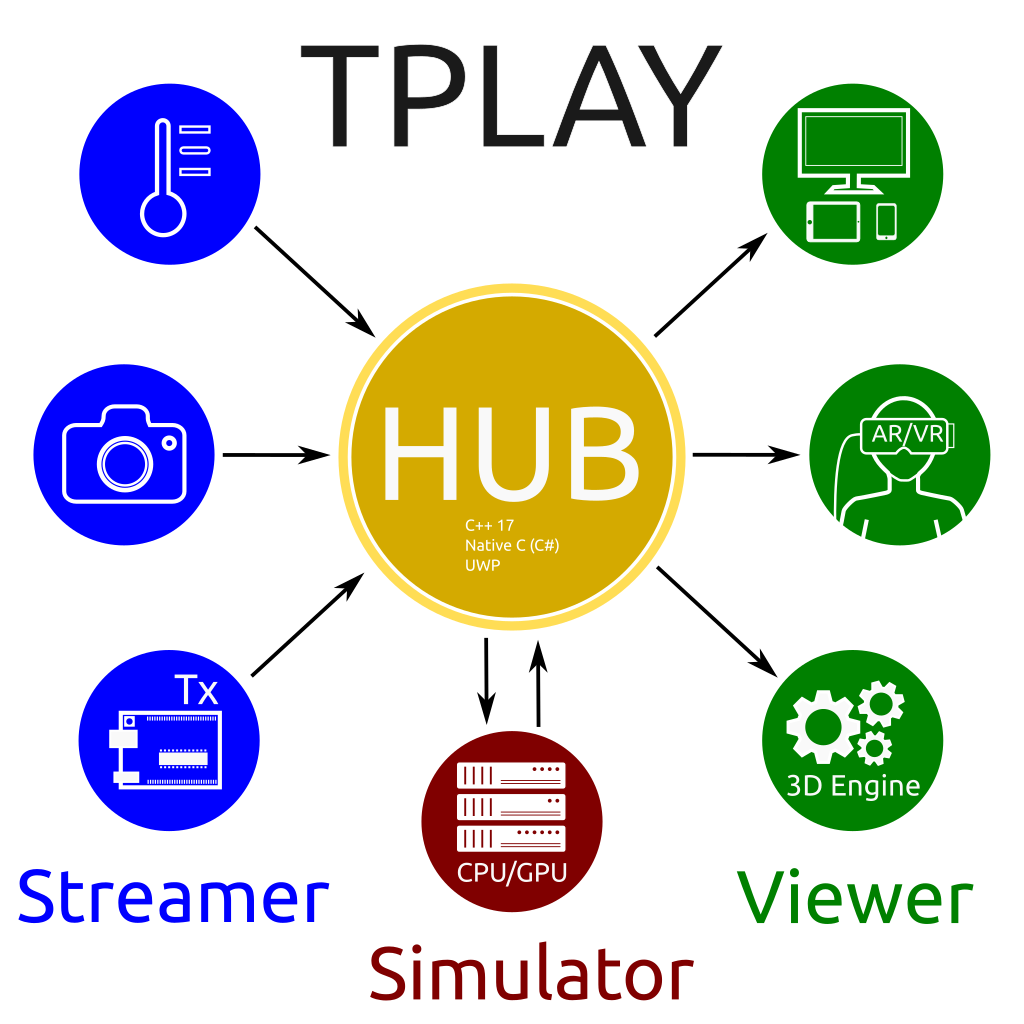 TPLAY
AR/VR
HUB
C++ 17
Native C (C#)
UWP
Tx
3D Engine
CPU/GPU
Streamer
Viewer
Simulator